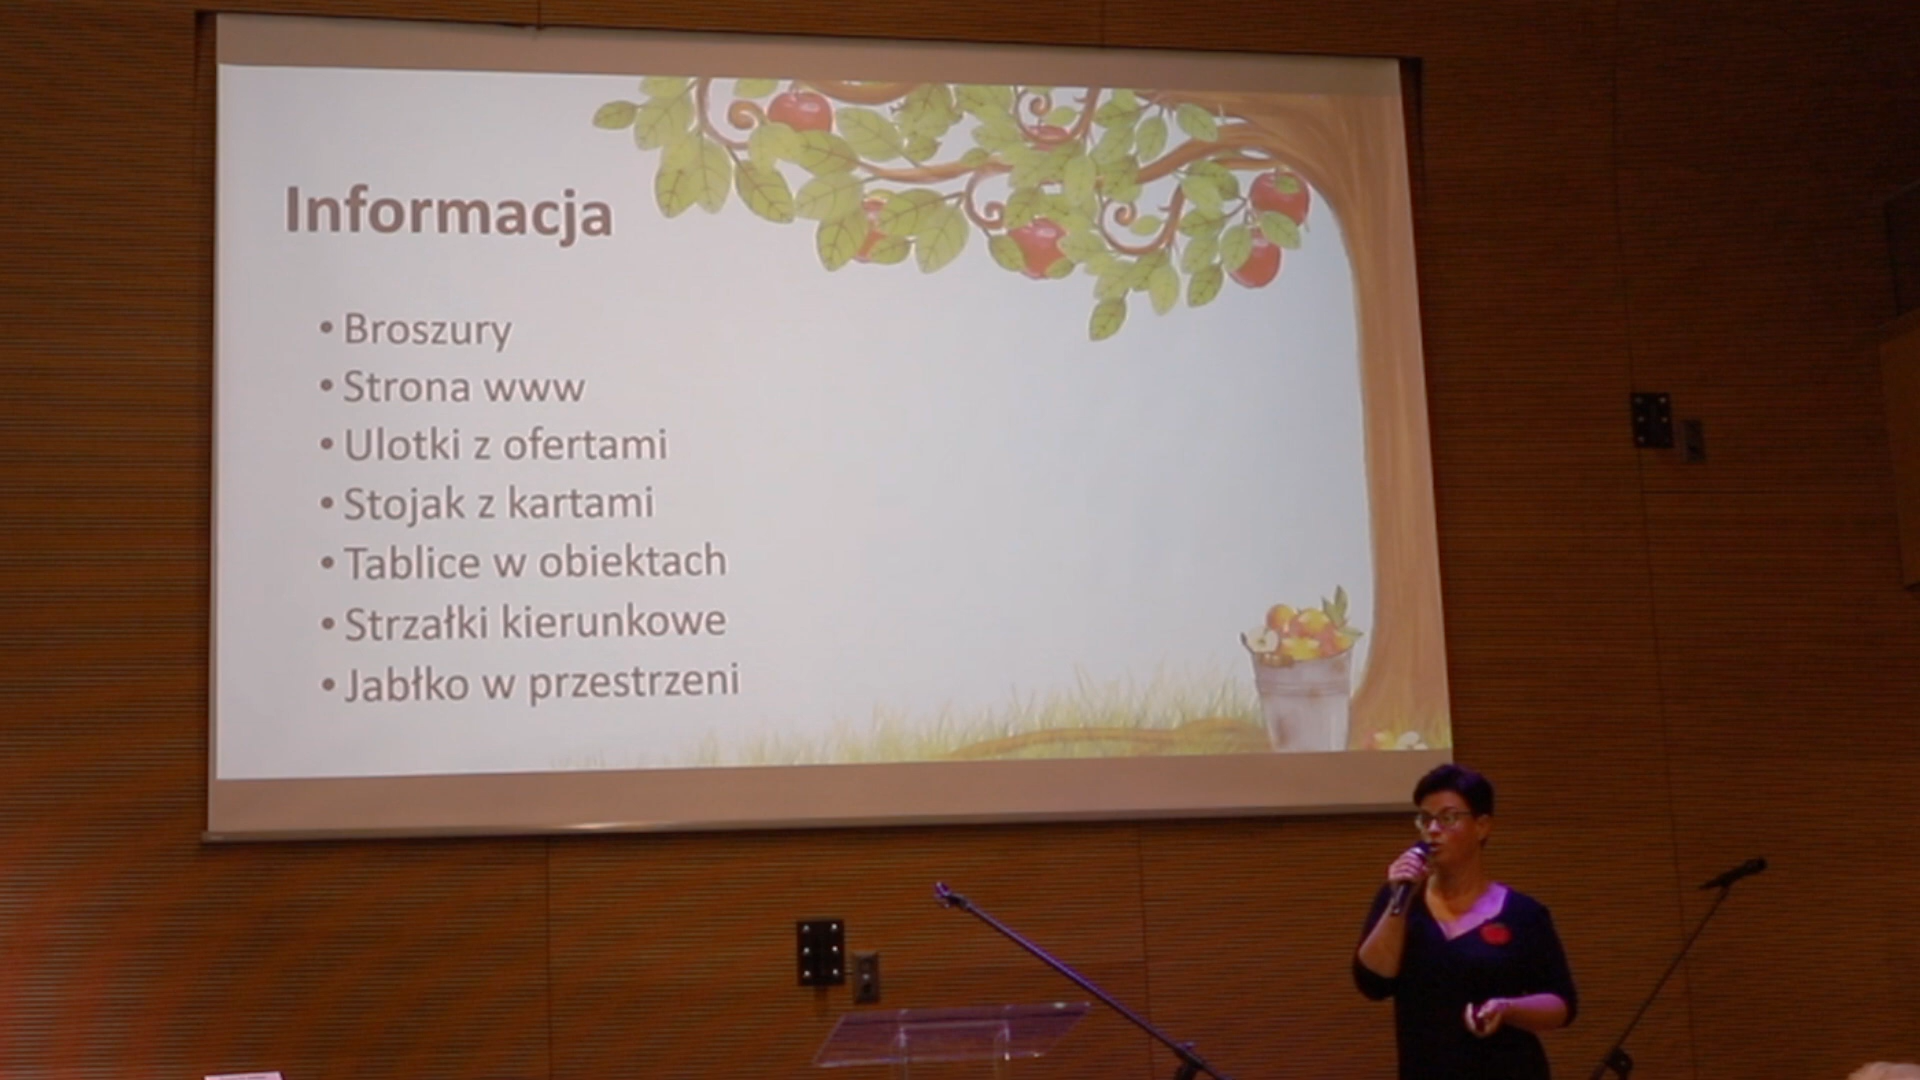 Informacja
• Broszury
• Strona www
• Ulotki z ofertami
• Stojak z kartami
• Tablice w obiektach
• Strzałki kierunkowe
• Jabłko w przestrzeni